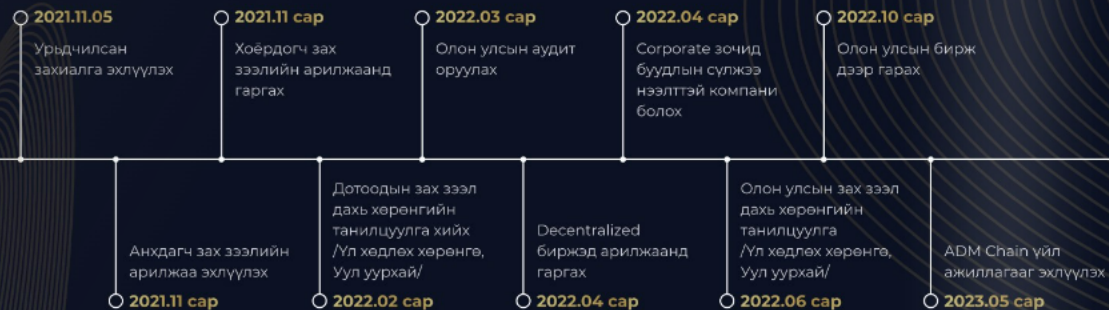 2021.11.05
Урьдчилсан
захиалга эхлүүлэх
2021.11 сар
Хоёрдогч зах
зээлийн арилжаанд
гаргах
2022.03 сар
Олон улсын аудит
оруулах
2022.04 сар
Corporate зочид
буудлын сүлжээ
нээлттэй компани
болох
2022.10 сар
Олон улсын бирж
дээр гарах
Анхдагч зах зээлийн
арилжаа эхлүүлэх
2021.11 сар
Дотоодын зах зээл
дахь хөрөнгийн
танилцуулга хийх
/Үл хөдлөх хөрөнгө,
Уул уурхай/
2022.02 сар
Decentralized
биржэд арилжаанд
гаргах
2022.04 сар
Олон улсын зах зээл
дахь хөрөнгийн
танилцуулга
/Үл хөдлөх хөрөнгө,
Уул уурхай/
2022.06 сар
ADM Chain үйл
ажиллагааг эхлүүлэх
2023.05 сар